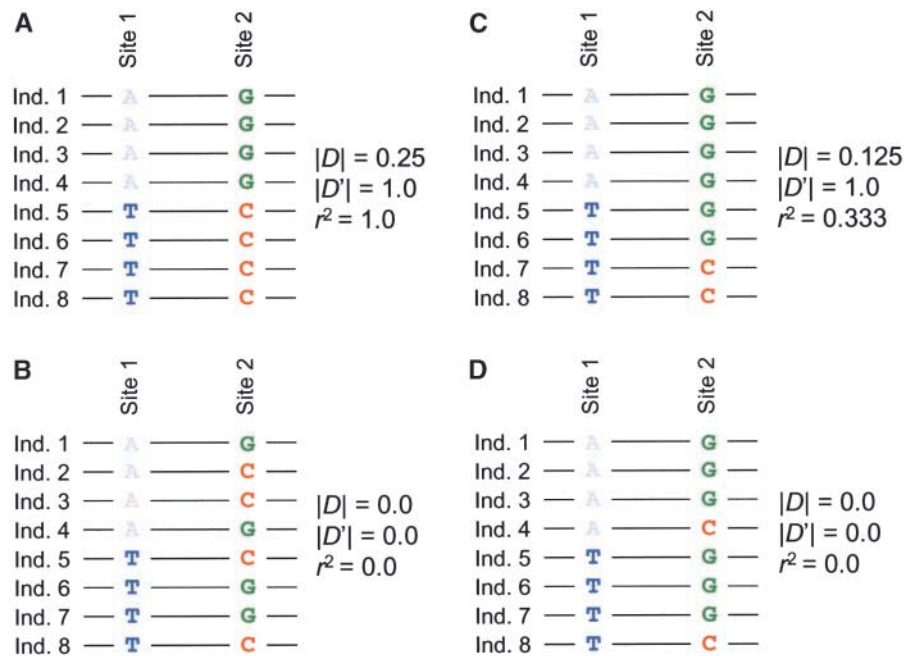 A
Site 1
Site 2
Ind. 1 A G
Ind. 2 A G
Ind. 3 A G
Ind. 4 A G
Ind. 5 T C
Ind. 6 T C
Ind. 7 T C
Ind. 8 T C
|D| = 0.25
|D'| = 1.0
r² = 1.0
C
Site 1
Site 2
Ind. 1 A G
Ind. 2 A G
Ind. 3 A G
Ind. 4 A G
Ind. 5 T G
Ind. 6 T G
Ind. 7 T C
Ind. 8 T C
|D| = 0.125
|D'| = 1.0
r² = 0.333
B
Site 1
Site 2
Ind. 1 A G
Ind. 2 A C
Ind. 3 A C
Ind. 4 A G
Ind. 5 T C
Ind. 6 T G
Ind. 7 T G
Ind. 8 T C
|D| = 0.0
|D'| = 0.0
r² = 0.0
D
Site 1
Site 2
Ind. 1 A G
Ind. 2 A G
Ind. 3 A G
Ind. 4 A C
Ind. 5 T G
Ind. 6 T G
Ind. 7 T G
Ind. 8 T C
|D| = 0.0
|D'| = 0.0
r² = 0.0